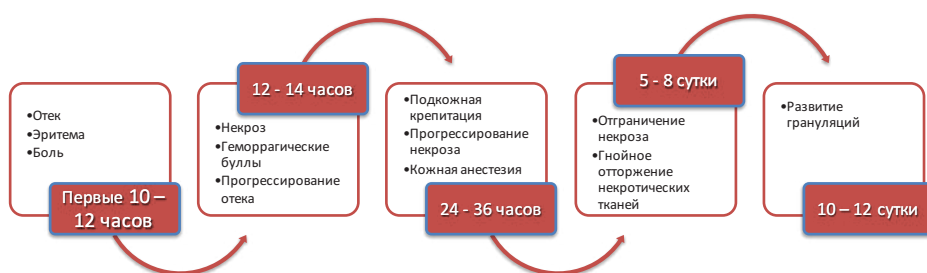 •Отек
•Эритема
•Боль
Первые 10 –
12 часов
12 - 14 часов
•Некроз
•Геморрагические
буллы
•Прогрессирование
отека
•Подкожная
крепитация
•Прогрессирование
некроза
•Кожная анестезия
24 - 36 часов
5 - 8 сутки
•Отграничение
некроза
•Гнойное
отторжение
некротических
тканей
•Развитие
грануляций
10 – 12 сутки